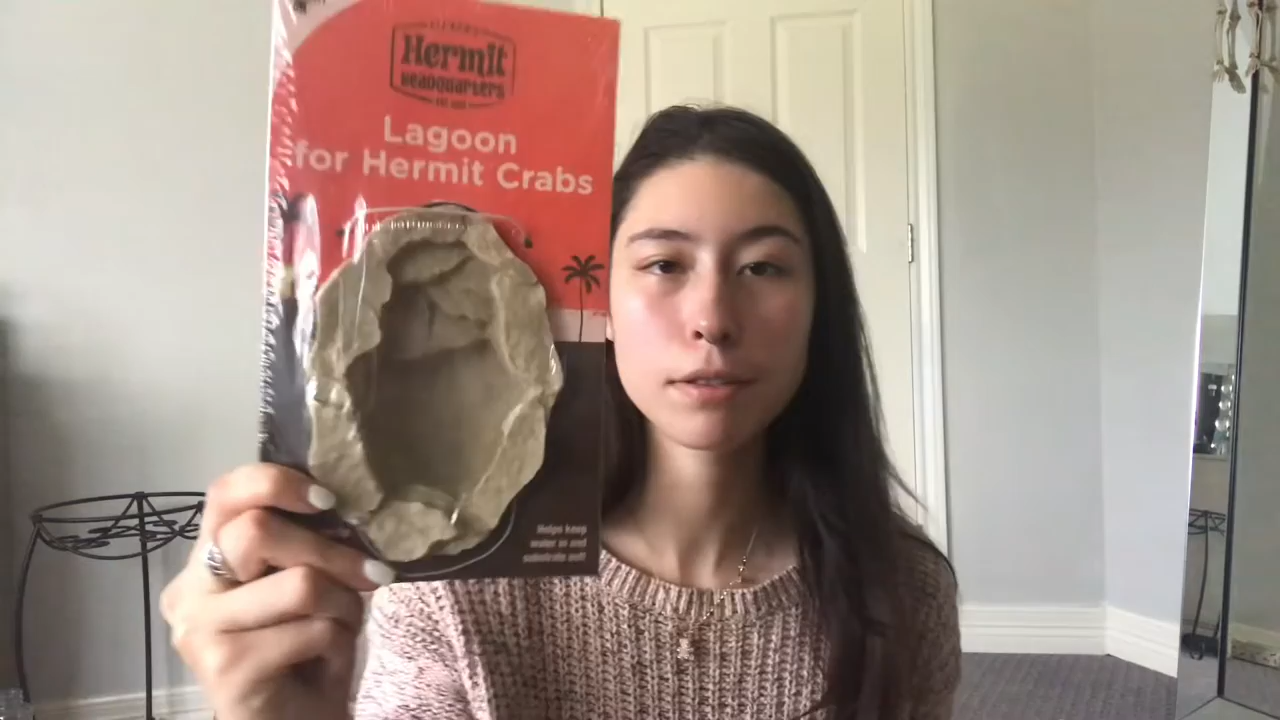 Hermit
HEADQUARTERS
Lagoon
for Hermit Crabs
Helps keep
water in and
substrate out!